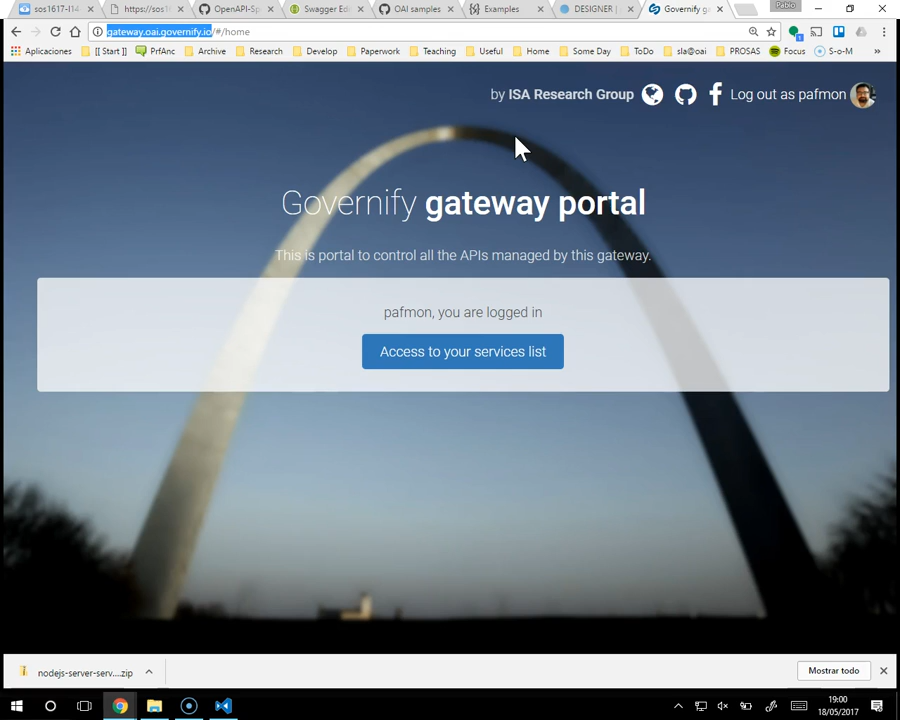 sos1617-I14
https://sos1
OpenAPI-Sp
Swagger Edi
OAI samples
Examples
DESIGNER |
Governify ga
Pablo
gateway.oai.governify.io/#/home
Aplicaciones
[[ Start ]]
PrfAnc
Archive
Research
Develop
Paperwork
Teaching
Useful
Home
Some Day
ToDo
sla@oai
PROSAS
Focus
S-o-M
»
by ISA Research Group
Log out as pafmon
Governify gateway portal
This is portal to control all the APIs managed by this gateway.
pafmon, you are logged in
Access to your services list
nodejs-server-serv....zip
Mostrar todo
19:00
18/05/2017